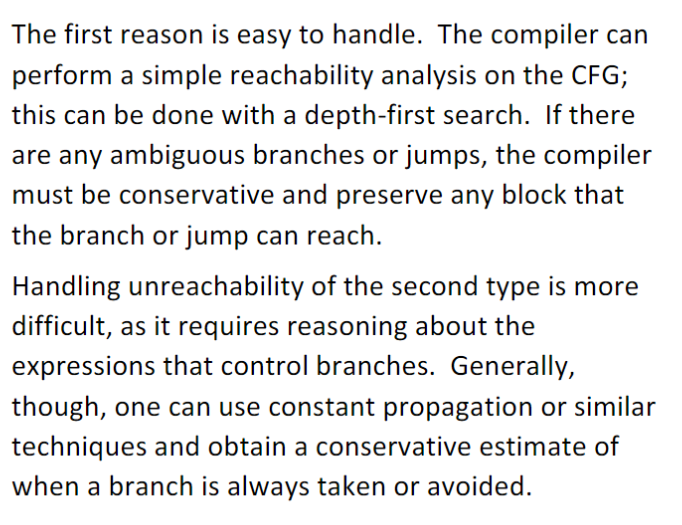 The first reason is easy to handle.  The compiler can
perform a simple reachability analysis on the CFG;
this can be done with a depth-first search.  If there
are any ambiguous branches or jumps, the compiler
must be conservative and preserve any block that
the branch or jump can reach.
Handling unreachability of the second type is more
difficult, as it requires reasoning about the
expressions that control branches.  Generally,
though, one can use constant propagation or similar
techniques and obtain a conservative estimate of
when a branch is always taken or avoided.